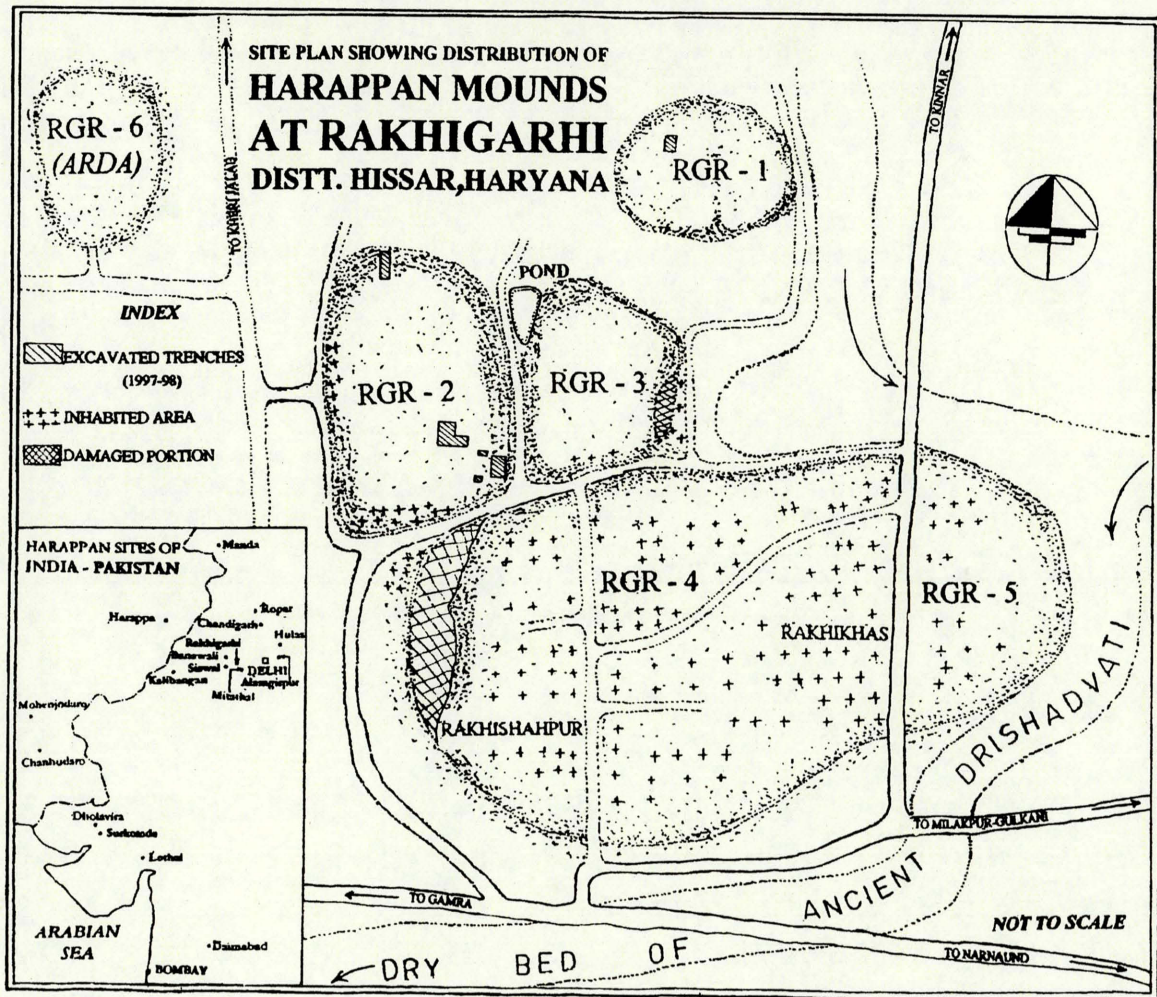 SITE PLAN SHOWING DISTRIBUTION OF
HARAPPAN MOUNDS
AT RAKHIGARHI
DISTT. HISSAR, HARYANA
RGR - 6
(ARDA)
TO
RGR - 1
TO KINNAR
POND
RGR - 2
RGR - 3
INDEX
EXCAVATED TRENCHES
(1997-98)
INHABITED AREA
DAMAGED PORTION
RGR - 4
RGR - 5
RAKHIKHAS
RAKHISHAHPUR
HARAPPAN SITES OF
INDIA - PAKISTAN
Manda
Harappa
Ropar
Chandigarh
Hulas
Rakhigarhi
Banawali
Siswal
DELHI
Kalibangan
Alamgirpur
Mitathal
Mohenjodaro
Chanhudaro
Dholavira
Surkotada
Lothal
ARABIAN
SEA
Daimabad
BOMBAY
TO MILAKPUR-GULKANI
TO GAMRA
TO NARNAUND
DRY BED OF
ANCIENT
DRISHADVATI
NOT TO SCALE